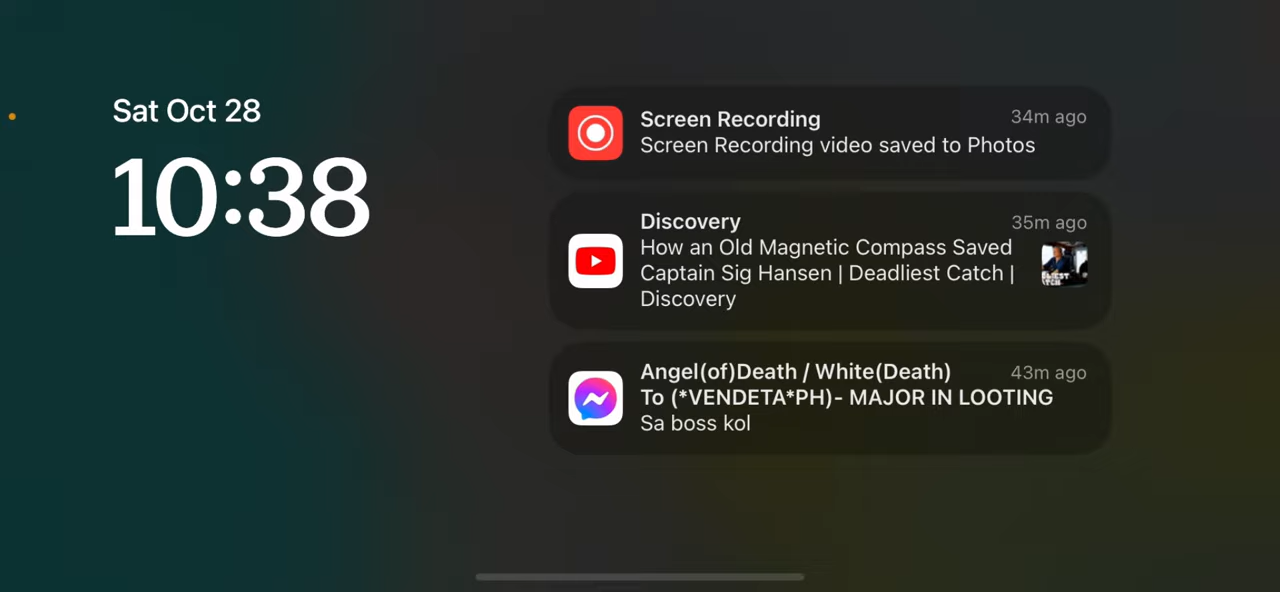 Sat Oct 28
10:38
Screen Recording
34m ago
Screen Recording video saved to Photos
Discovery
35m ago
How an Old Magnetic Compass Saved
Captain Sig Hansen | Deadliest Catch |
Discovery
Angel(of)Death / White(Death)
43m ago
To (*VENDETA*PH)- MAJOR IN LOOTING
Sa boss kol